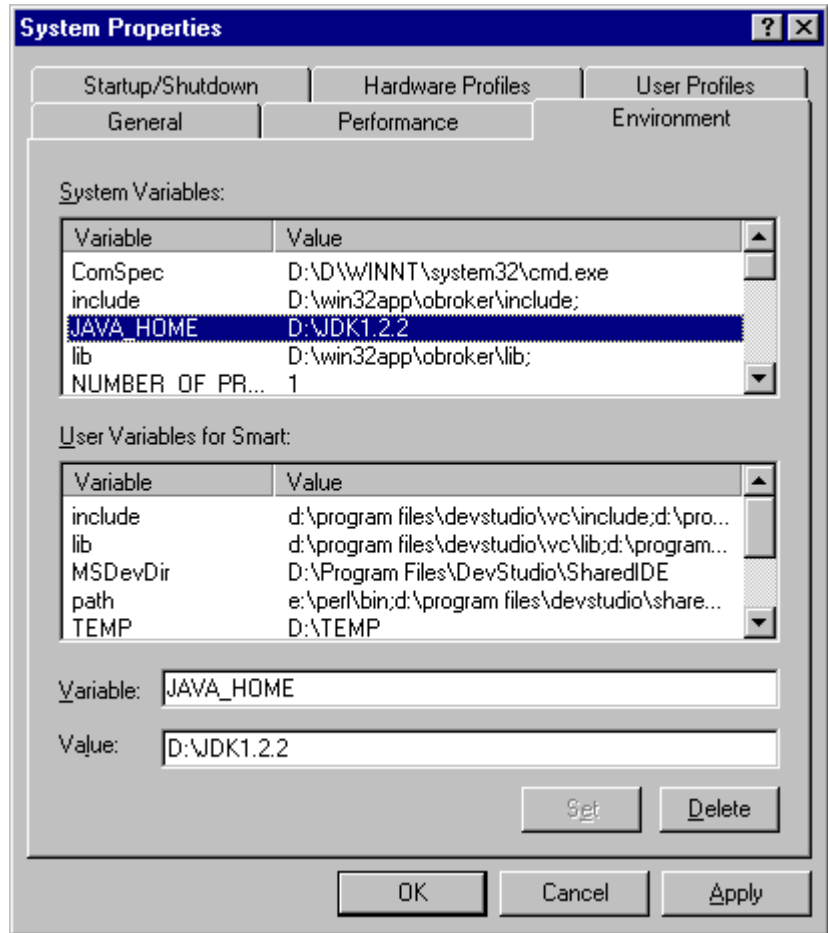 System Properties
Startup/Shutdown Hardware Profiles User Profiles
General Performance Environment
System Variables:
Variable Value
ComSpec D:\D\WINNT\system32\cmd.exe
include D:\win32app\obroker\include;
JAVA_HOME D:\JDK1.2.2
lib D:\win32app\obroker\lib;
NUMBER_OF_PR... 1
User Variables for Smart:
Variable Value
include d:\program files\devstudio\vc\include;d:\pro...
lib d:\program files\devstudio\vc\lib;d:\program...
MSDevDir D:\Program Files\DevStudio\SharedIDE
path e:\perl\bin;d:\program files\devstudio\share...
TEMP D:\TEMP
Variable: JAVA_HOME
Value: D:\JDK1.2.2
Set Delete
OK Cancel Apply